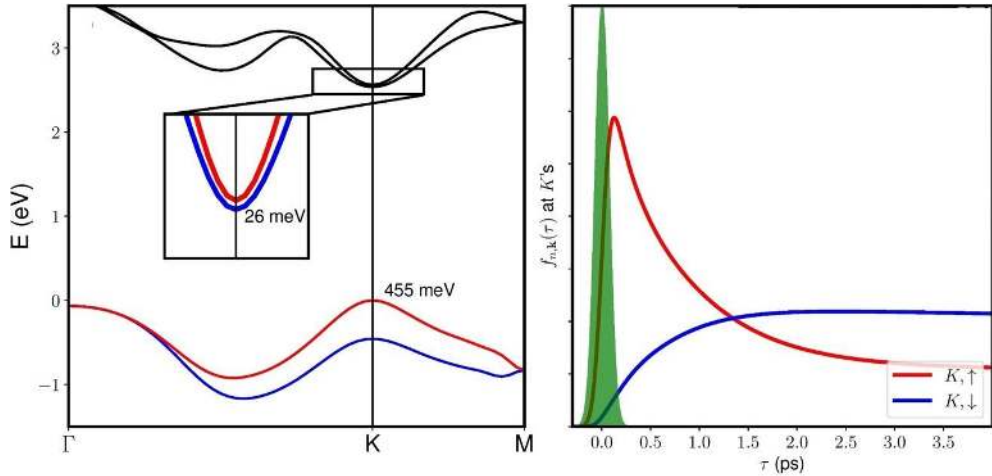 3
2
1
0
−1
E (eV)
26 meV
455 meV
Γ
K
M
f_{n,k}(τ) at K's
K, ↑
K, ↓
0.0
0.5
1.0
1.5
2.0
2.5
3.0
3.5
τ (ps)